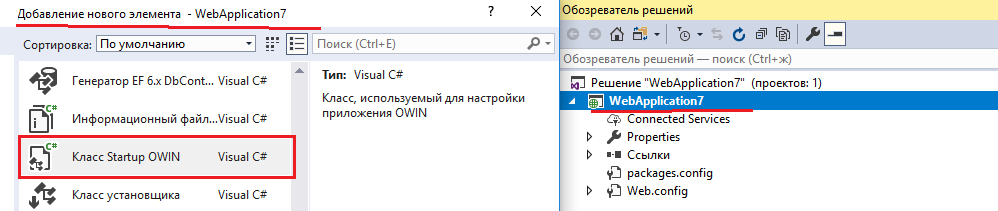 Добавление нового элемента - WebApplication7
Сортировка: По умолчанию
Поиск (Ctrl+E)
Генератор EF 6.x DbCont... Visual C#
Информационный файл... Visual C#
Класс Startup OWIN Visual C#
Класс установщика Visual C#
Тип: Visual C#
Класс, используемый для настройки
приложения OWIN
Обозреватель решений
Обозреватель решений — поиск (Ctrl+ж)
Решение "WebApplication7" (проектов: 1)
WebApplication7
Connected Services
Properties
Ссылки
packages.config
Web.config